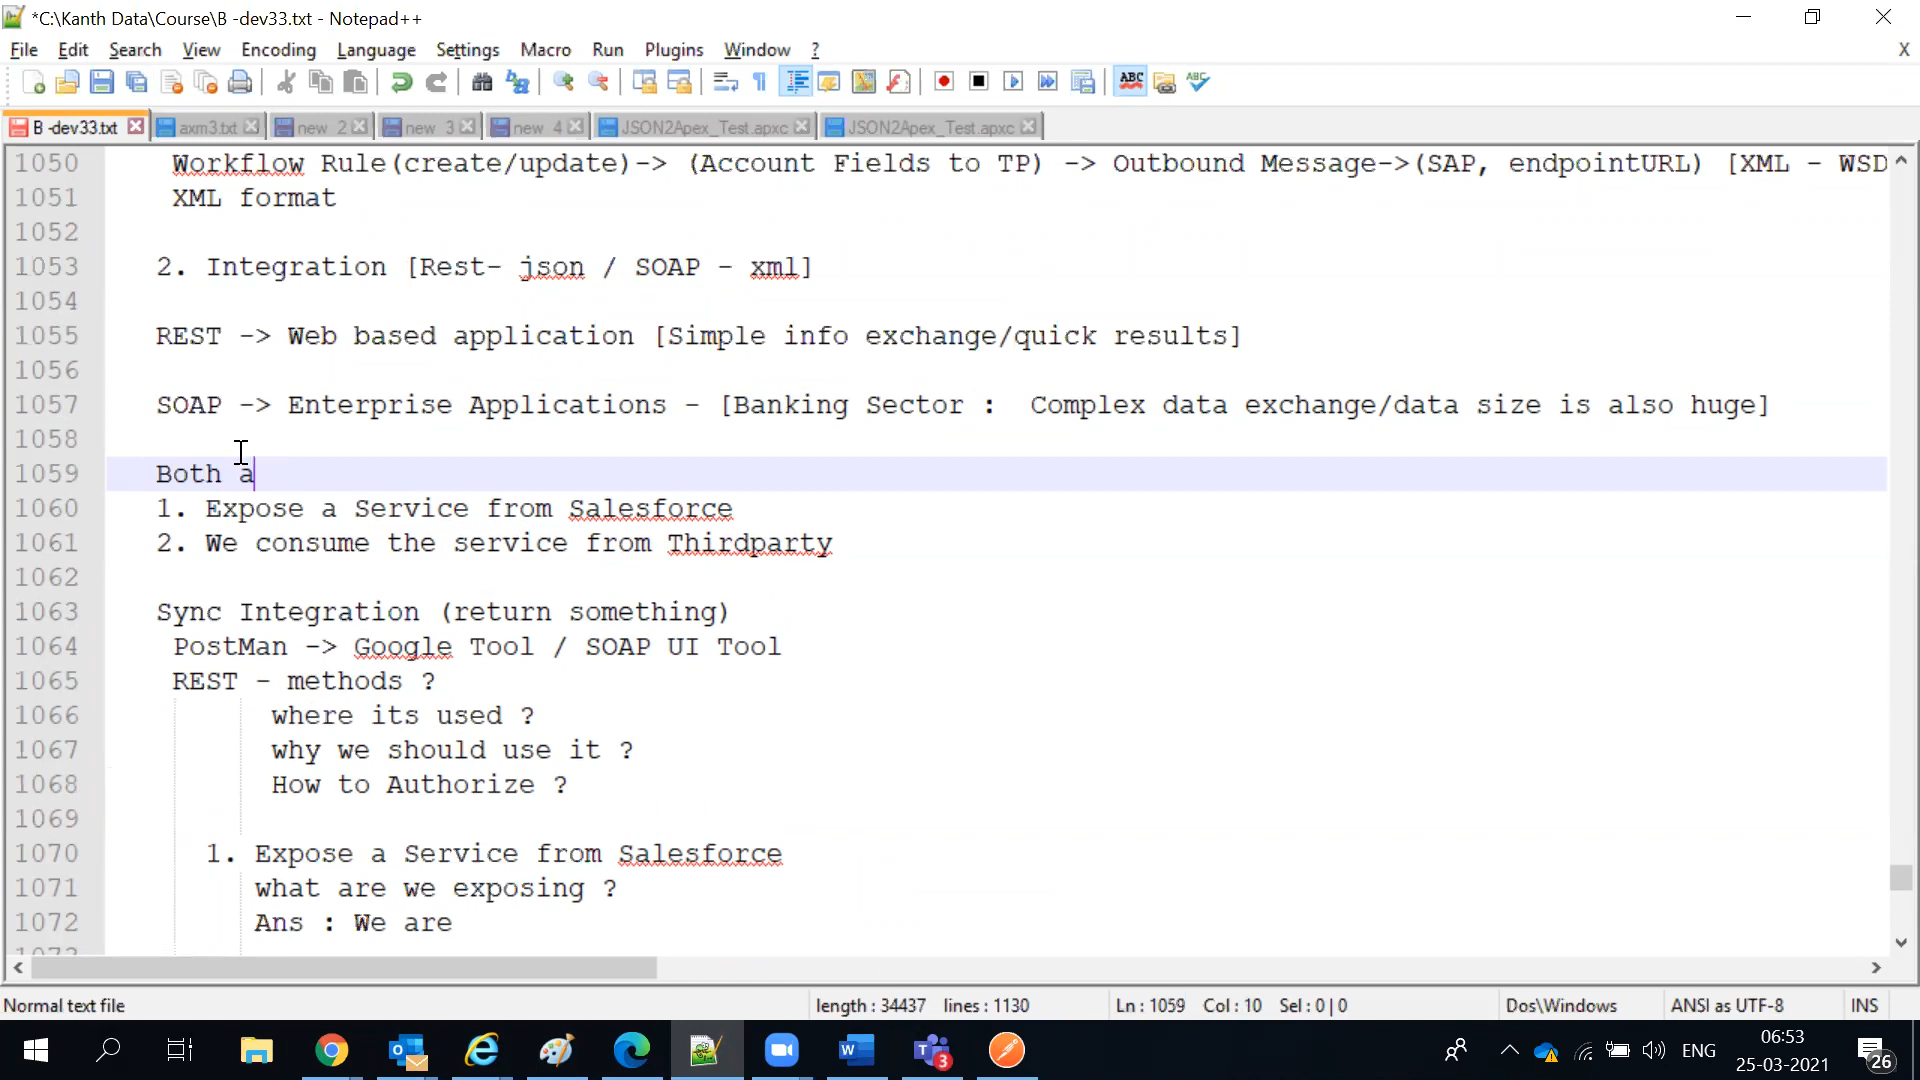 *C:\Kanth Data\Course\B -dev33.txt - Notepad++
File Edit Search View Encoding Language Settings Macro Run Plugins Window ? X
B -dev33.txt axm3.txt new 2 new 3 new 4 JSON2Apex_Test.apxc JSON2Apex_Test.apxc
1050 Workflow Rule(create/update)-> (Account Fields to TP) -> Outbound Message->(SAP, endpointURL) [XML - WSD
1051 XML format
1052
1053 2. Integration [Rest- json / SOAP - xml]
1054
1055 REST -> Web based application [Simple info exchange/quick results]
1056
1057 SOAP -> Enterprise Applications - [Banking Sector :  Complex data exchange/data size is also huge]
1058
1059 Both a
1060 1. Expose a Service from Salesforce
1061 2. We consume the service from Thirdparty
1062
1063 Sync Integration (return something)
1064 PostMan -> Google Tool / SOAP UI Tool
1065 REST - methods ?
1066 where its used ?
1067 why we should use it ?
1068 How to Authorize ?
1069
1070 1. Expose a Service from Salesforce
1071 what are we exposing ?
1072 Ans : We are
1073
Normal text file length : 34437 lines : 1130 Ln : 1059 Col : 10 Sel : 0 | 0 Dos\Windows ANSI as UTF-8 INS
ENG 06:53
25-03-2021
3
26